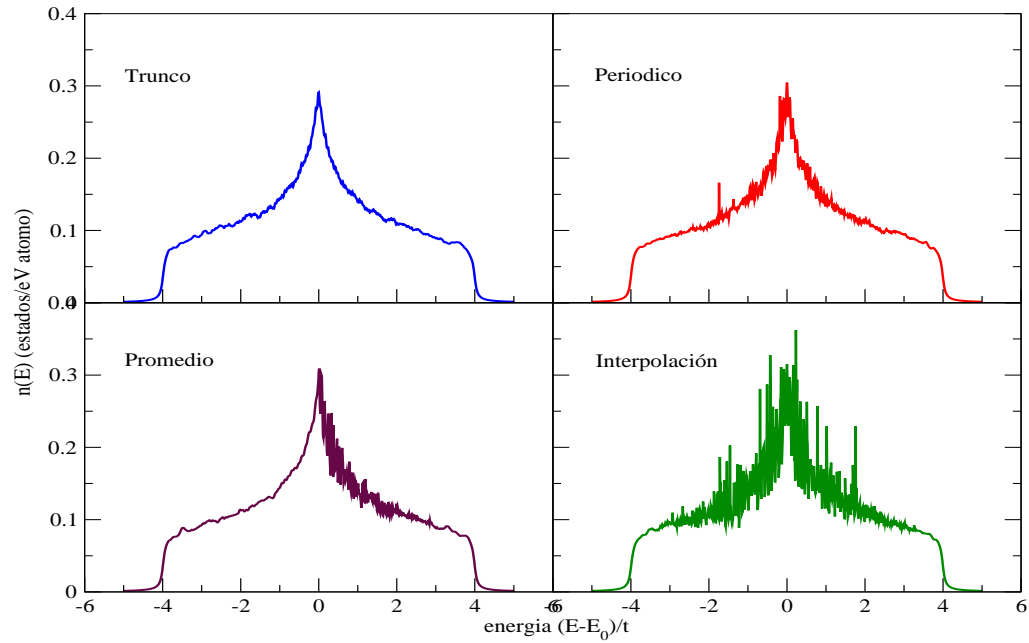 0.4
Trunco
Periodico
0.3
0.2
0.1
0
0.4
n(E) (estados/eV atomo)
Promedio
Interpolación
0.3
0.2
0.1
0
-6 -4 -2 0 2 4 6
-6 -4 -2 0 2 4 6
energia (E-E0)/t